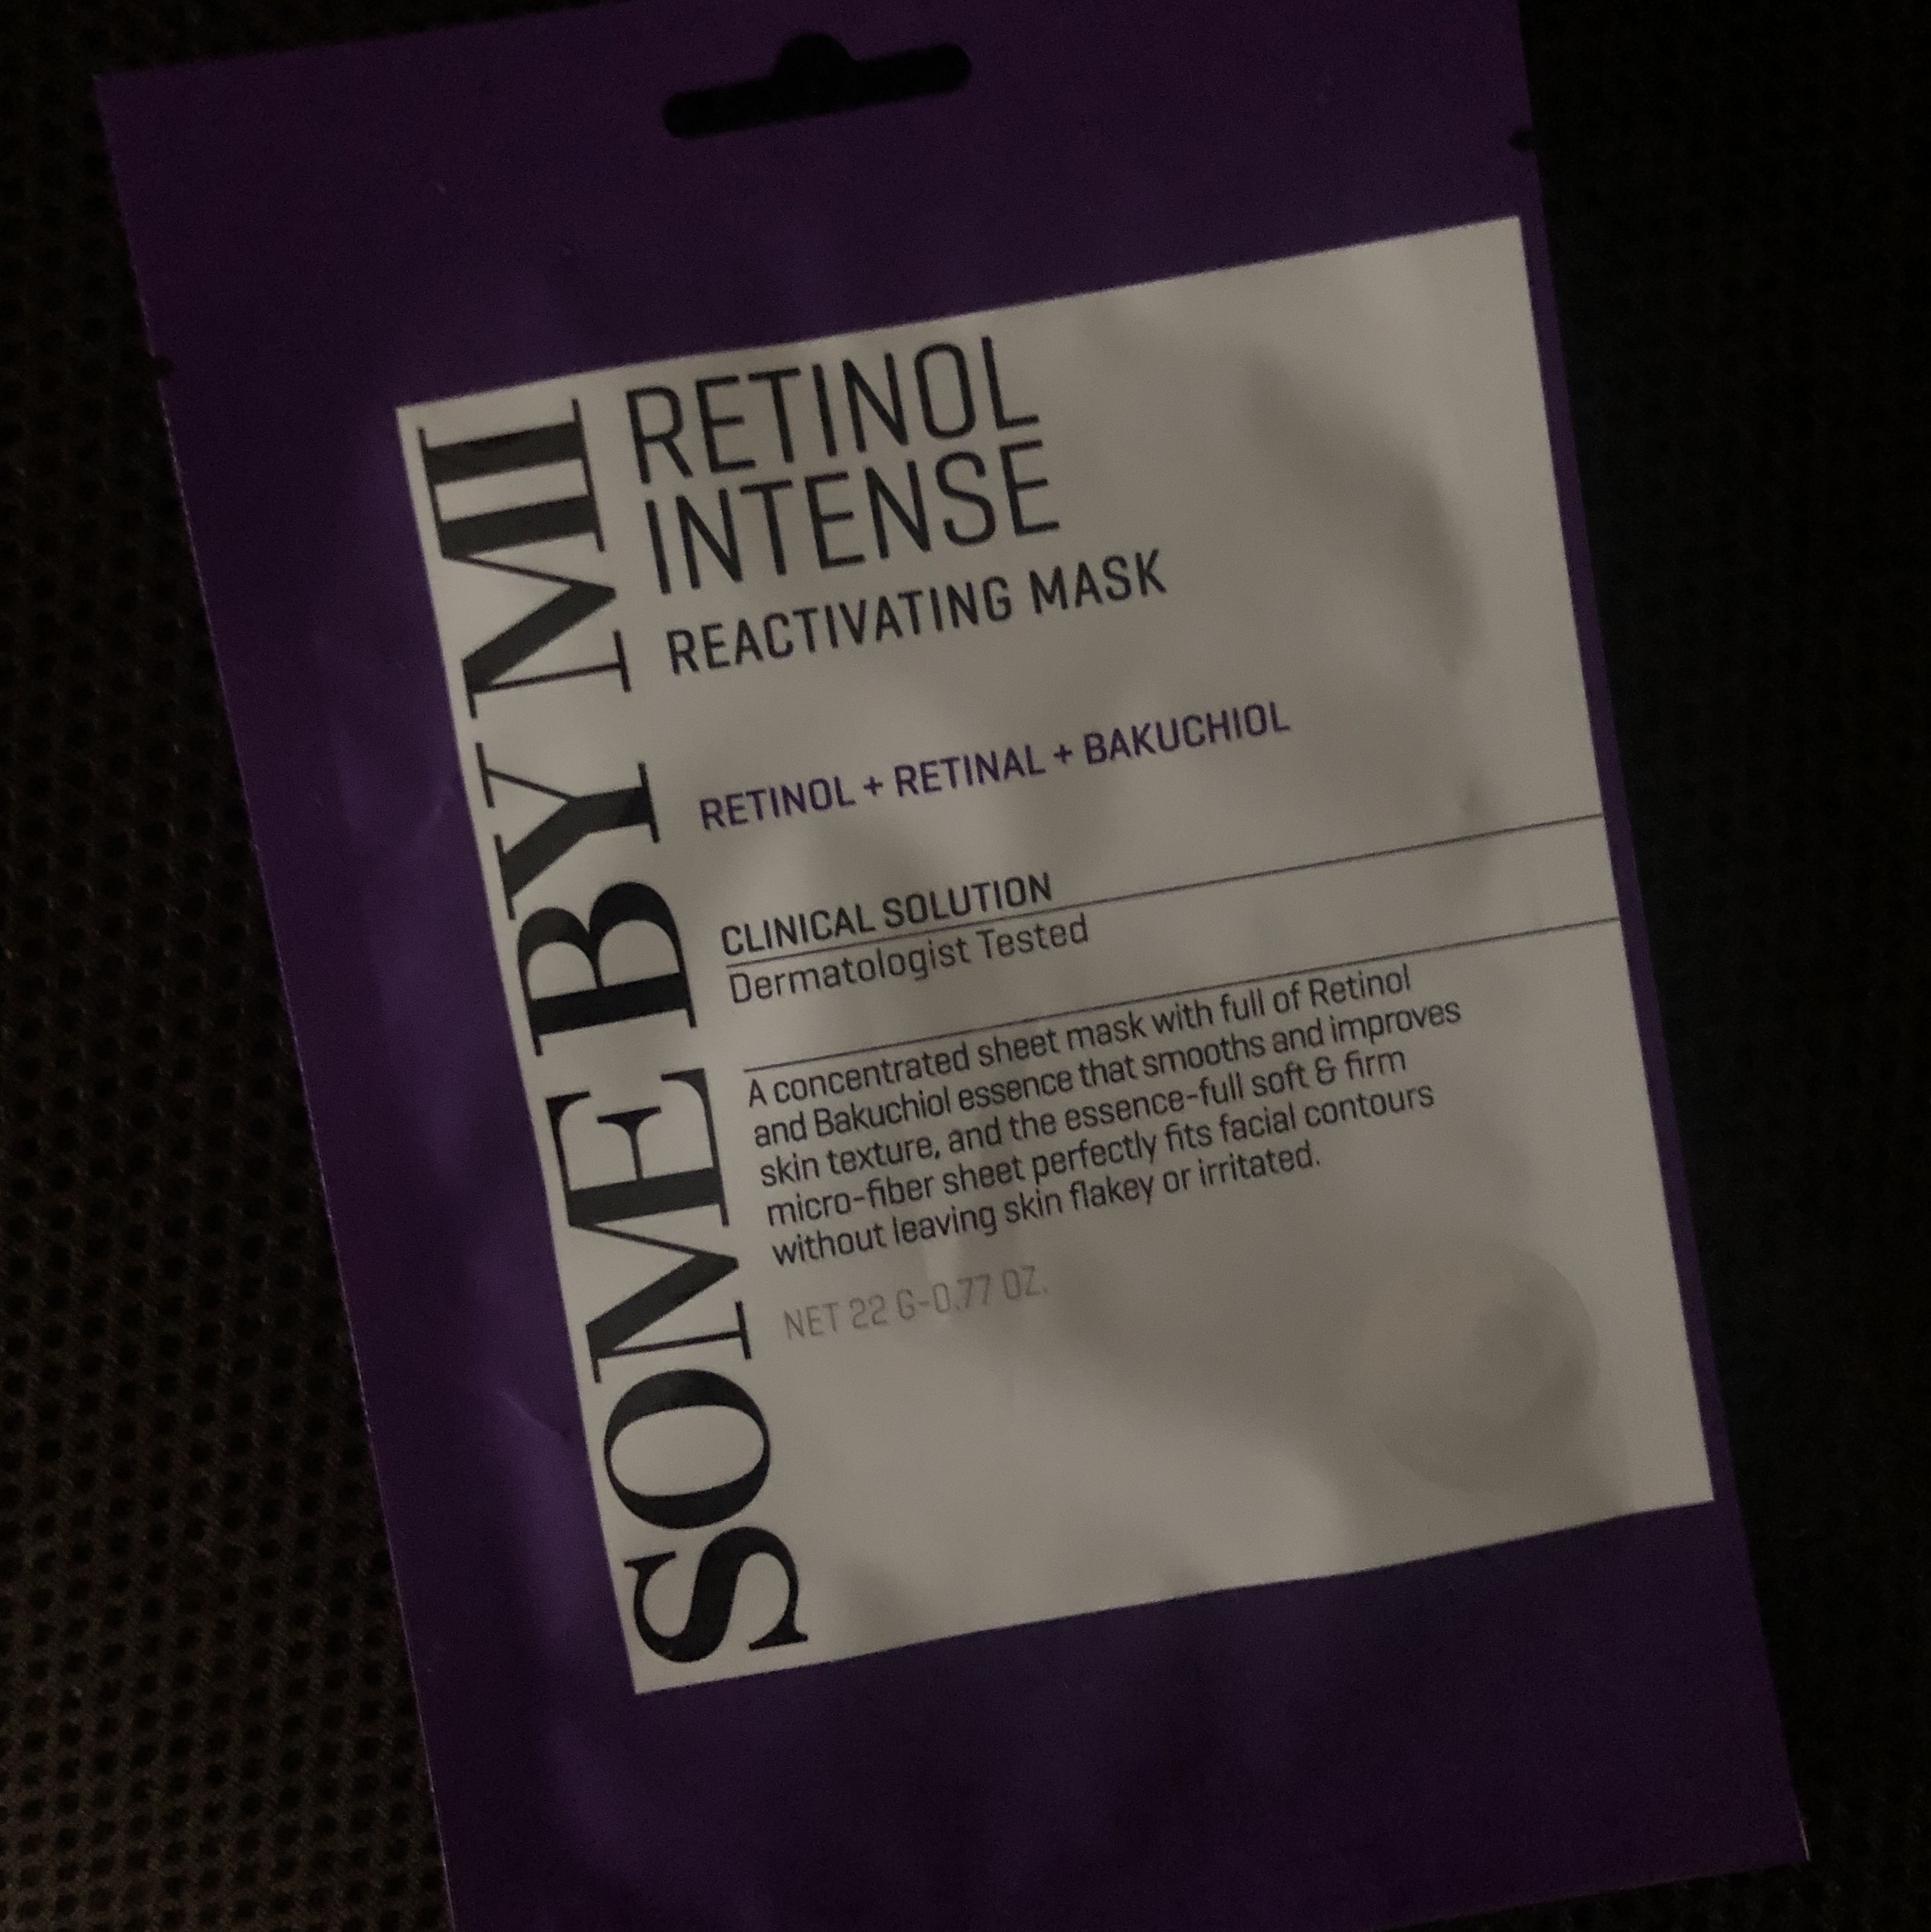 SOME BY MI
RETINOL
INTENSE
REACTIVATING MASK
RETINOL + RETINAL + BAKUCHIOL
CLINICAL SOLUTION
Dermatologist Tested
A concentrated sheet mask with full of Retinol
and Bakuchiol essence that smooths and improves
skin texture, and the essence-full soft & firm
micro-fiber sheet perfectly fits facial contours
without leaving skin flakey or irritated.
NET 22 G-0.77 OZ.